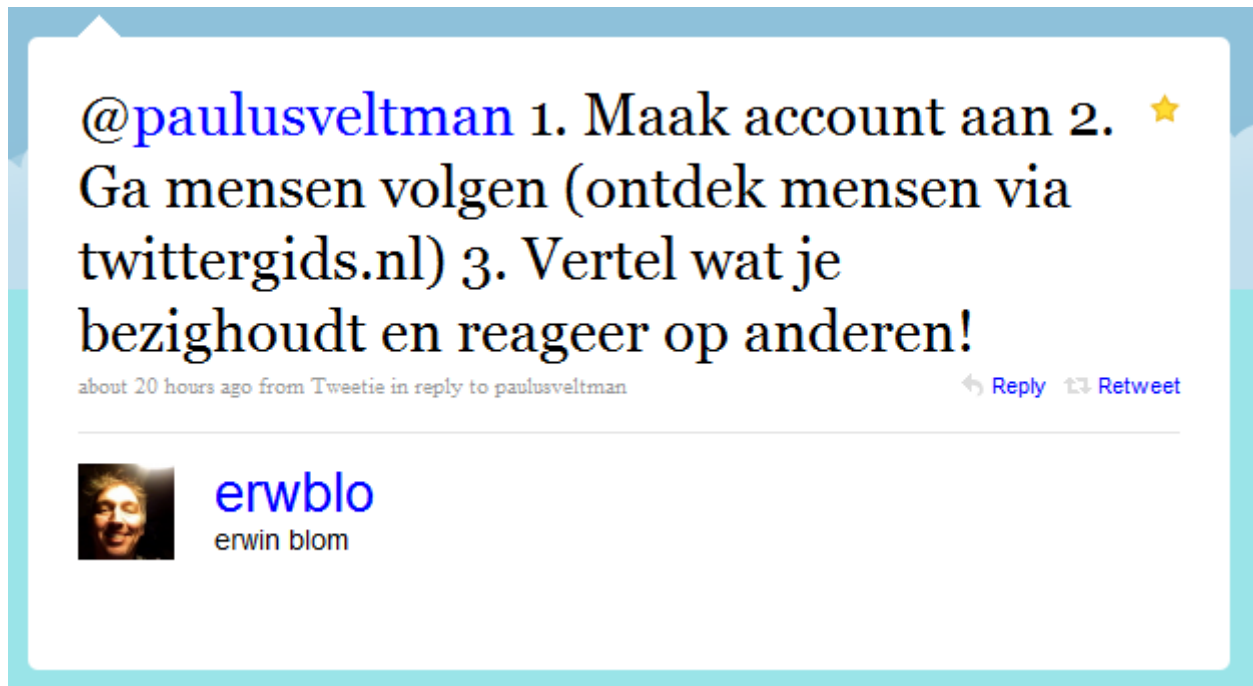 @paulusveltman 1. Maak account aan 2.
Ga mensen volgen (ontdek mensen via
twittergids.nl) 3. Vertel wat je
bezighoudt en reageer op anderen!
about 20 hours ago from Tweetie in reply to paulusveltman Reply Retweet
erwblo
erwin blom